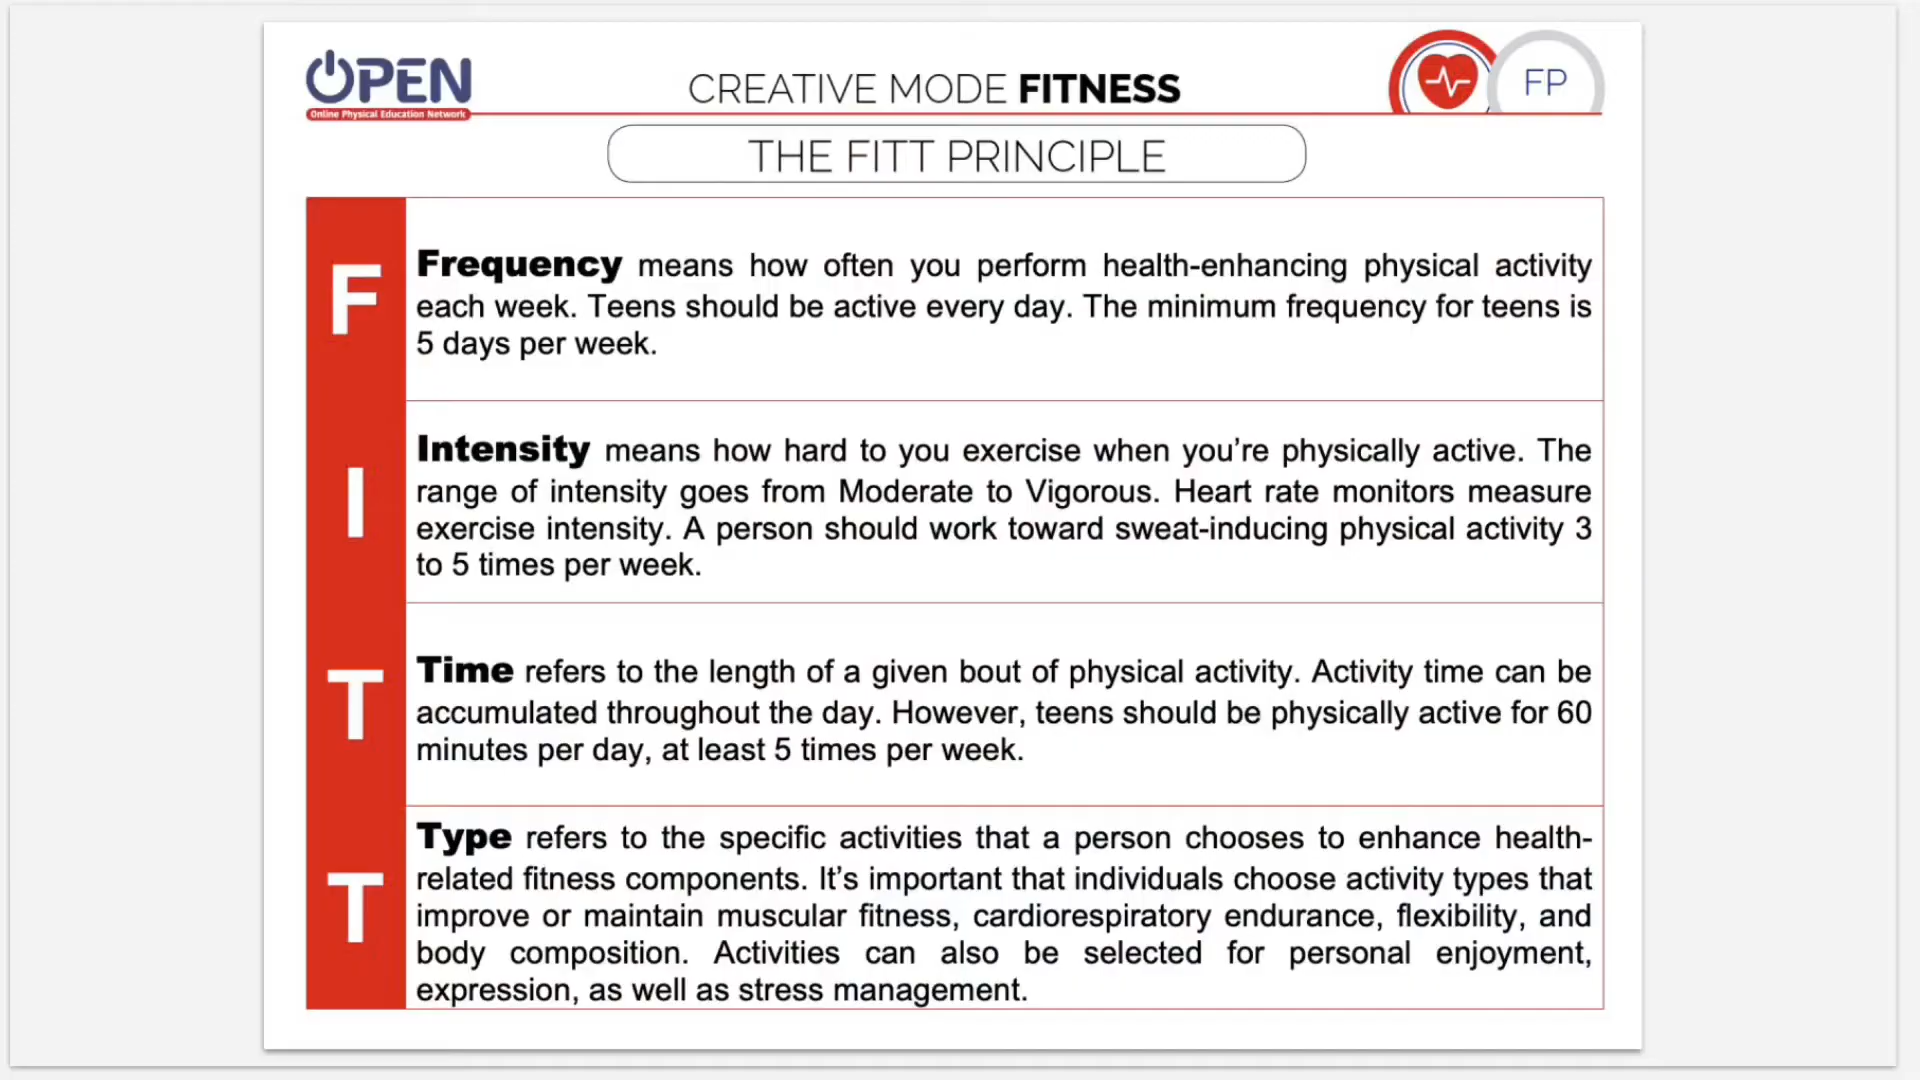 OPEN
Online Physical Education Network
CREATIVE MODE FITNESS
FP
THE FITT PRINCIPLE
F
Frequency means how often you perform health-enhancing physical activity
each week. Teens should be active every day. The minimum frequency for teens is
5 days per week.
I
Intensity means how hard to you exercise when you’re physically active. The
range of intensity goes from Moderate to Vigorous. Heart rate monitors measure
exercise intensity. A person should work toward sweat-inducing physical activity 3
to 5 times per week.
T
Time refers to the length of a given bout of physical activity. Activity time can be
accumulated throughout the day. However, teens should be physically active for 60
minutes per day, at least 5 times per week.
T
Type refers to the specific activities that a person chooses to enhance health-
related fitness components. It’s important that individuals choose activity types that
improve or maintain muscular fitness, cardiorespiratory endurance, flexibility, and
body composition. Activities can also be selected for personal enjoyment,
expression, as well as stress management.